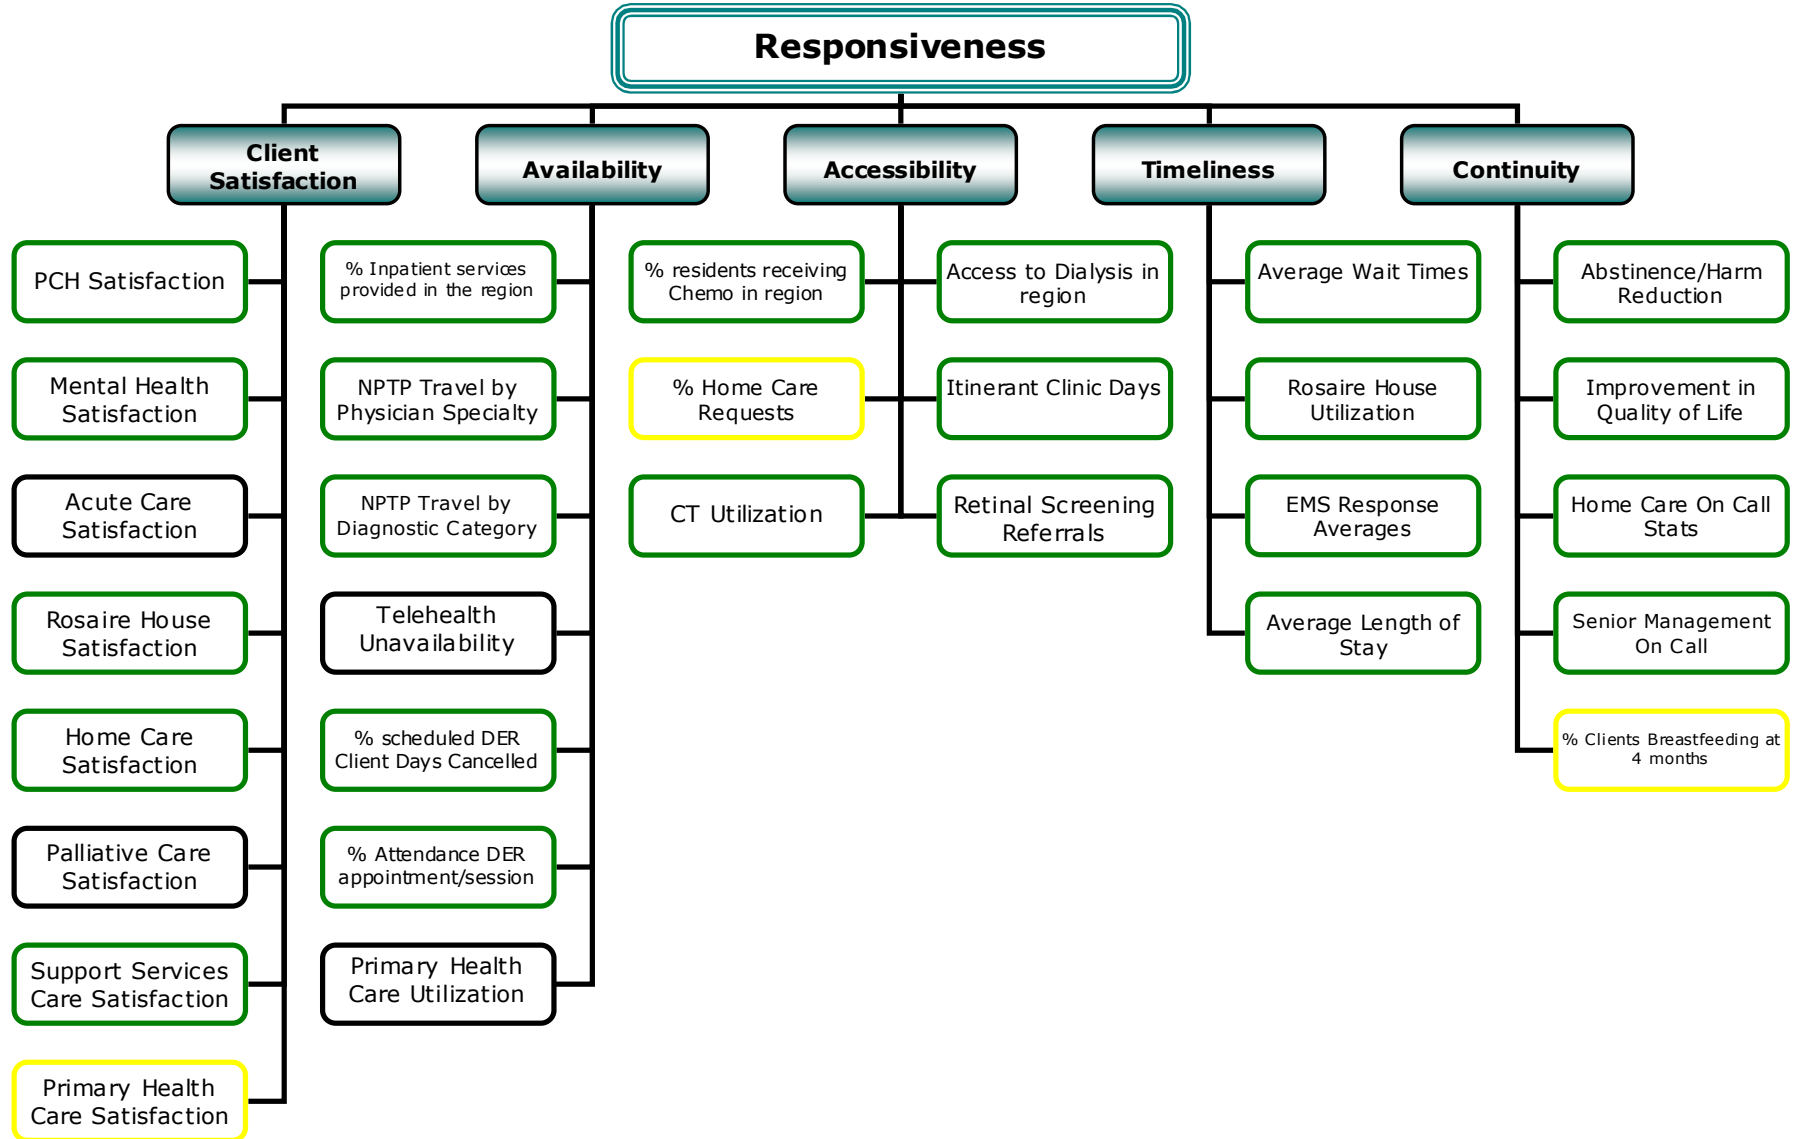 Responsiveness
Client
Satisfaction
Availability
Accessibility
Timeliness
Continuity
PCH Satisfaction
Mental Health
Satisfaction
Acute Care
Satisfaction
Rosaire House
Satisfaction
Home Care
Satisfaction
Palliative Care
Satisfaction
Support Services
Care Satisfaction
Primary Health
Care Satisfaction
% Inpatient services
provided in the region
NPTP Travel by
Physician Specialty
NPTP Travel by
Diagnostic Category
Telehealth
Unavailability
% scheduled DER
Client Days Cancelled
% Attendance DER
appointment/session
Primary Health
Care Utilization
% residents receiving
Chemo in region
% Home Care
Requests
CT Utilization
Access to Dialysis in
region
Itinerant Clinic Days
Retinal Screening
Referrals
Average Wait Times
Rosaire House
Utilization
EMS Response
Averages
Average Length of
Stay
Abstinence/Harm
Reduction
Improvement in
Quality of Life
Home Care On Call
Stats
Senior Management
On Call
% Clients Breastfeeding at
4 months